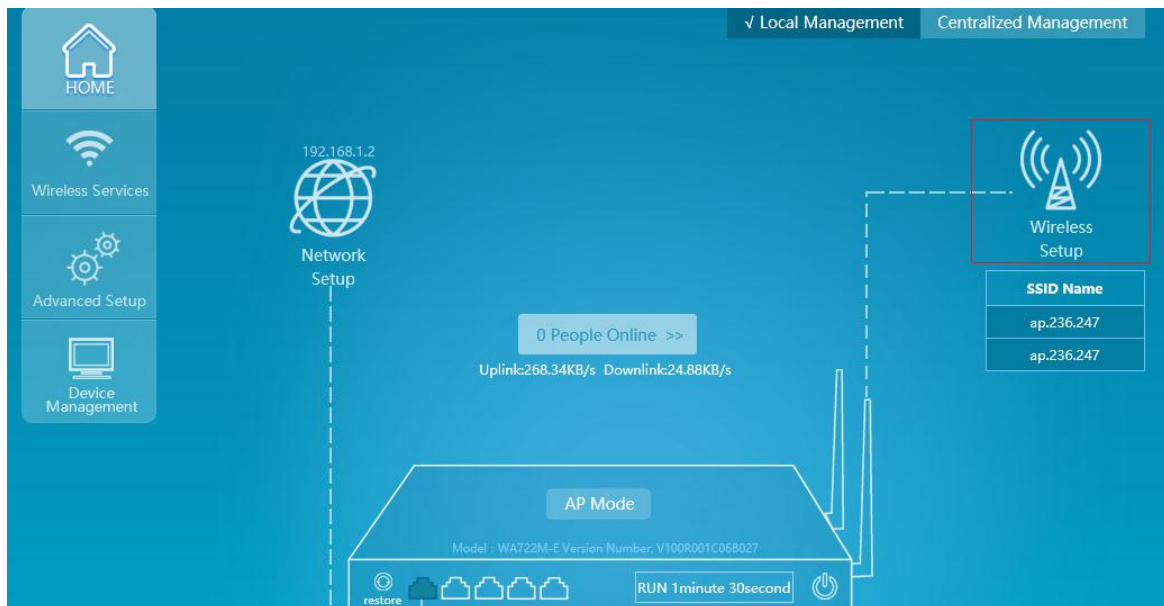 √ Local Management
Centralized Management
HOME
Wireless Services
Advanced Setup
Device
Management
192.168.1.2
Network
Setup
0 People Online >>
Uplink:268.34KB/s Downlink:24.88KB/s
Wireless
Setup
SSID Name
ap.236.247
ap.236.247
AP Mode
Model : WA722M-E Version Number: V100R001C06B027
restore
RUN 1minute 30second